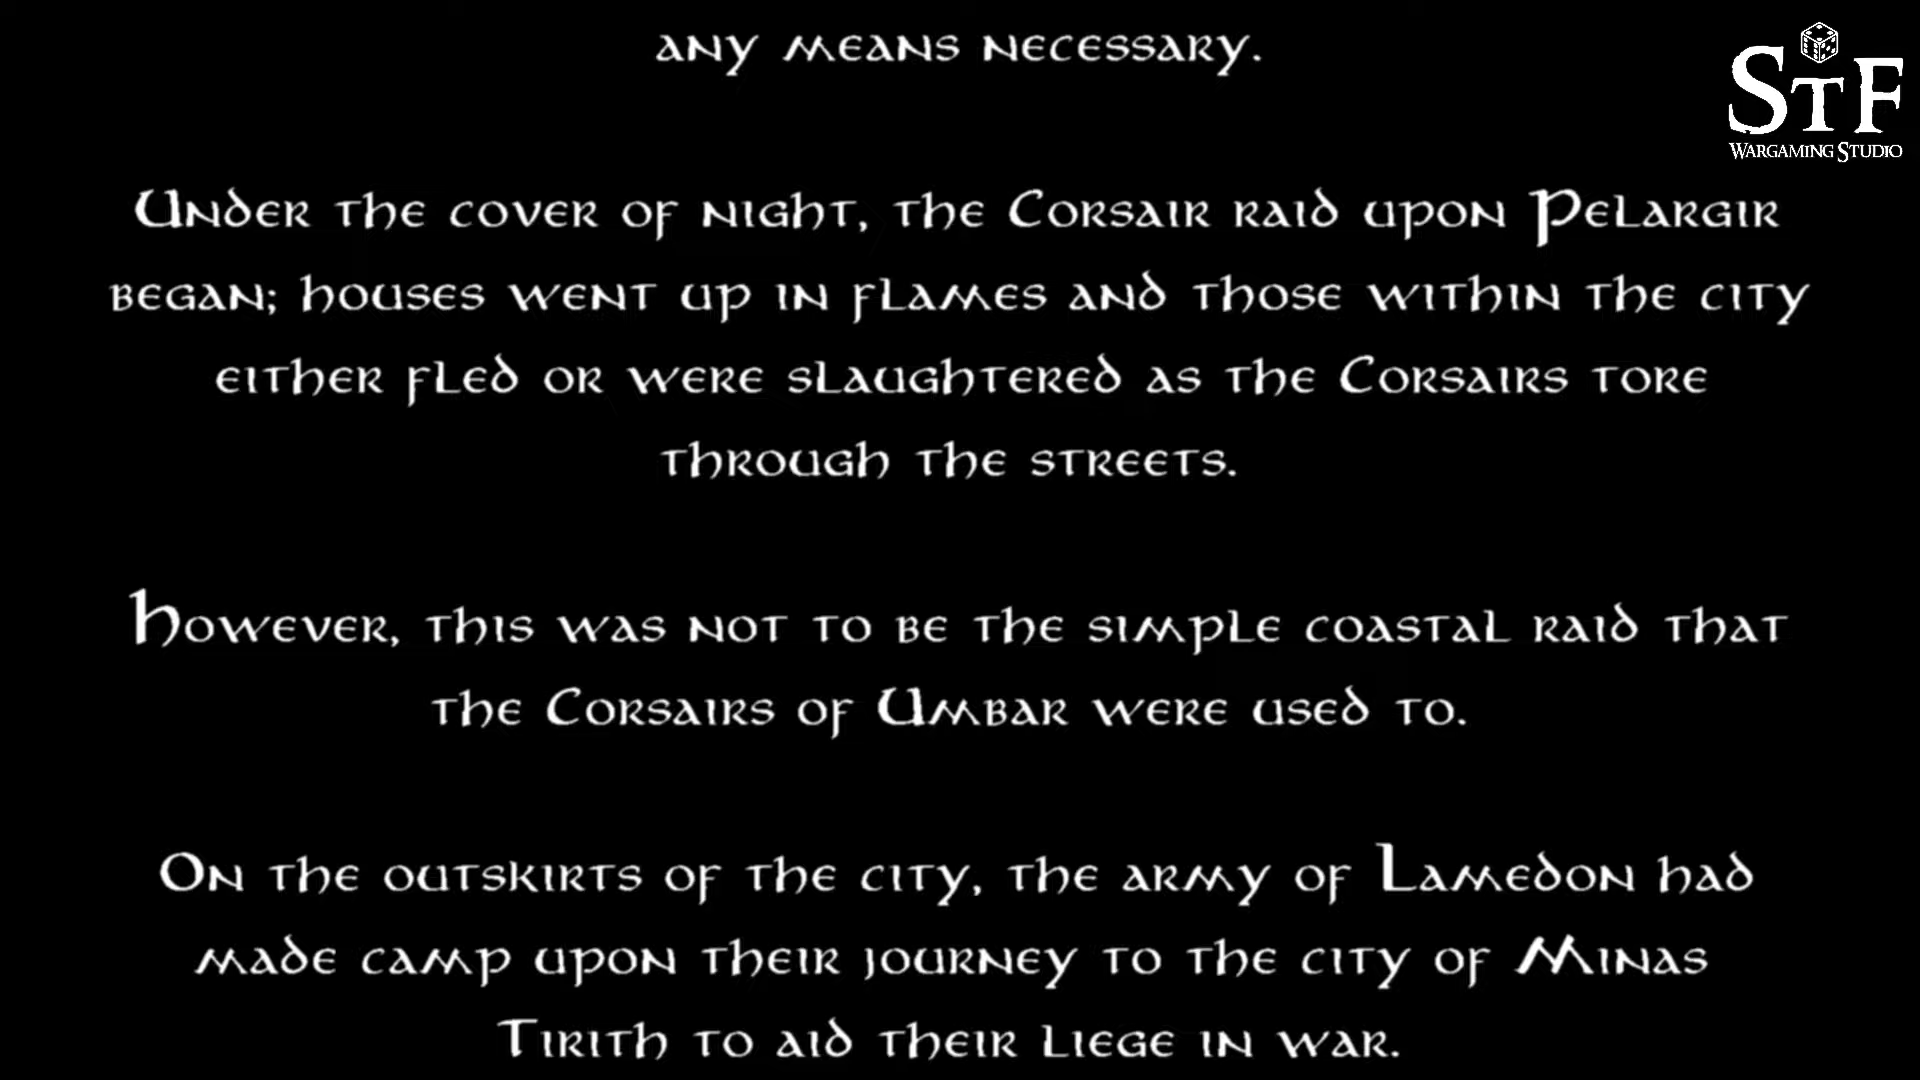 any means necessary.
StF
Wargaming Studio
Under the cover of night, the Corsair raid upon Pelargir
began; houses went up in flames and those within the city
either fled or were slaughtered as the Corsairs tore
through the streets.
However, this was not to be the simple coastal raid that
the Corsairs of Umbar were used to.
On the outskirts of the city, the army of Lamedon had
made camp upon their journey to the city of Minas
Tirith to aid their liege in war.